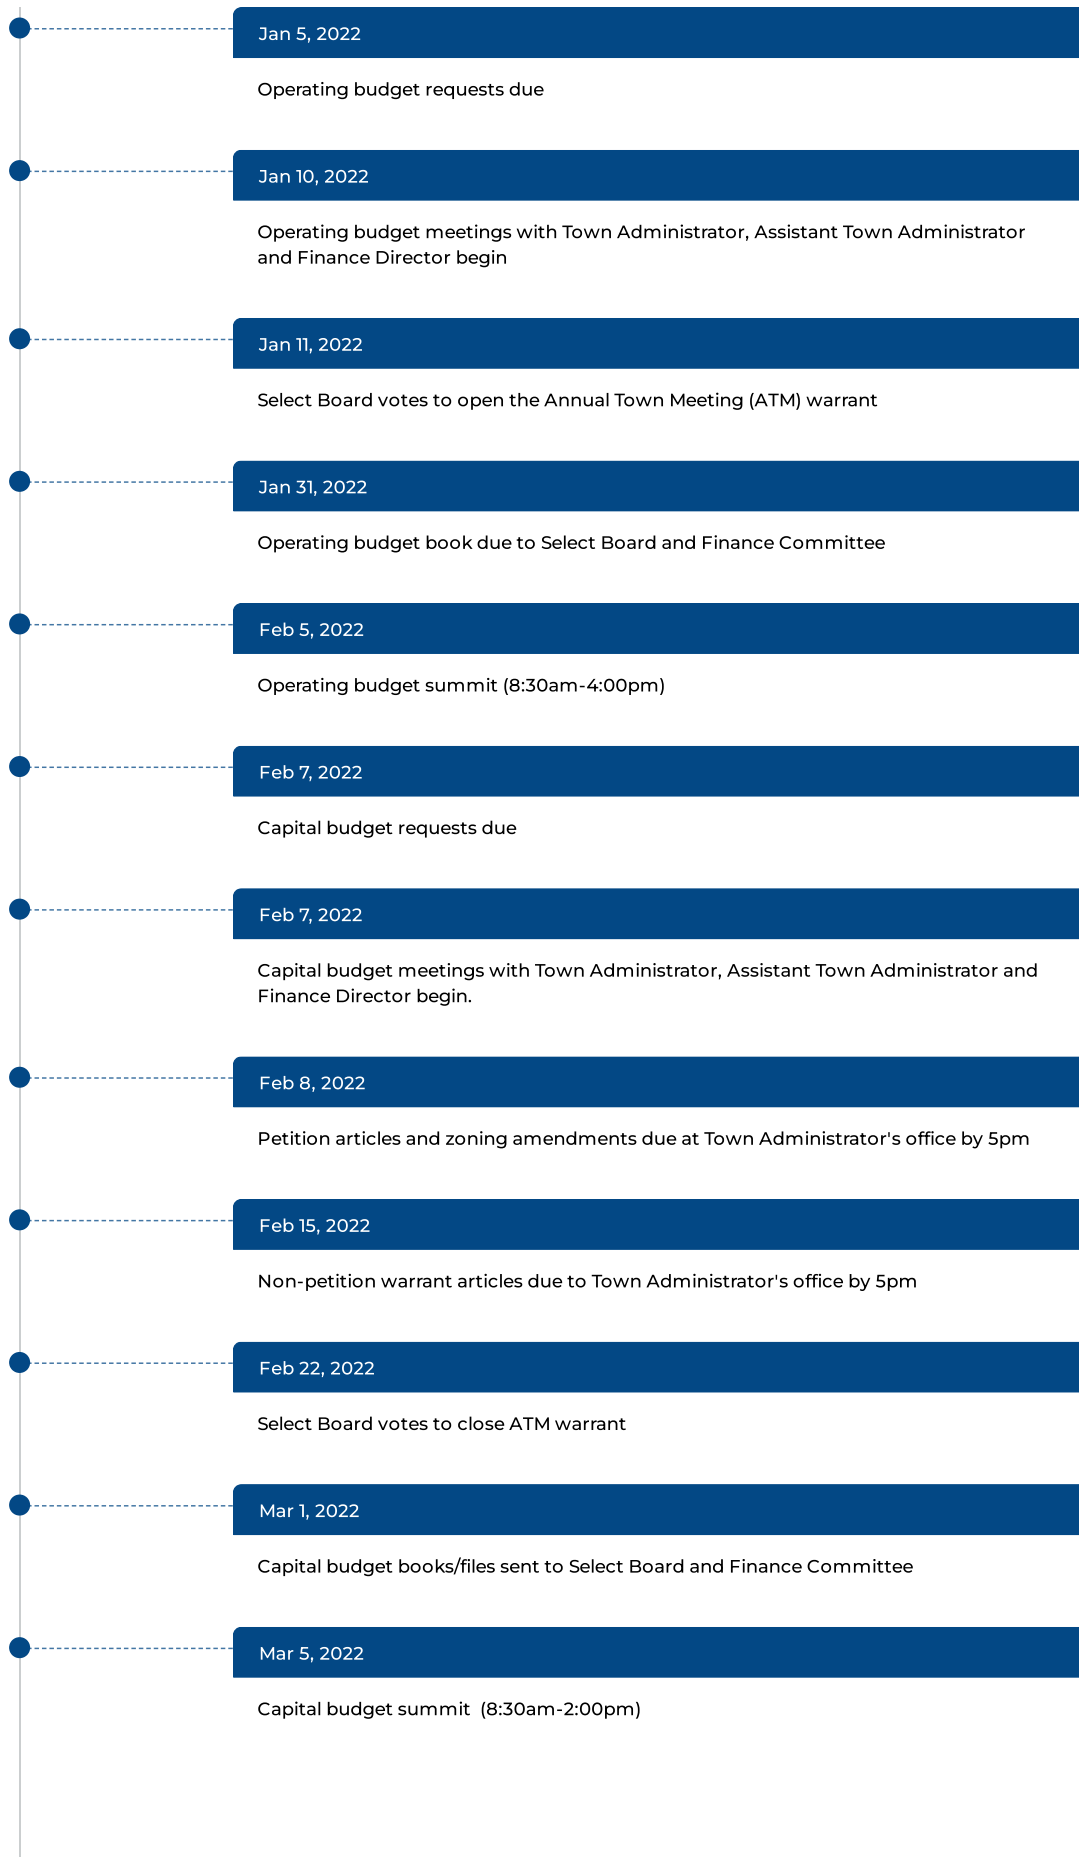 Jan 5, 2022
Operating budget requests due
Jan 10, 2022
Operating budget meetings with Town Administrator, Assistant Town Administrator
and Finance Director begin
Jan 11, 2022
Select Board votes to open the Annual Town Meeting (ATM) warrant
Jan 31, 2022
Operating budget book due to Select Board and Finance Committee
Feb 5, 2022
Operating budget summit (8:30am-4:00pm)
Feb 7, 2022
Capital budget requests due
Feb 7, 2022
Capital budget meetings with Town Administrator, Assistant Town Administrator and
Finance Director begin.
Feb 8, 2022
Petition articles and zoning amendments due at Town Administrator's office by 5pm
Feb 15, 2022
Non-petition warrant articles due to Town Administrator's office by 5pm
Feb 22, 2022
Select Board votes to close ATM warrant
Mar 1, 2022
Capital budget books/files sent to Select Board and Finance Committee
Mar 5, 2022
Capital budget summit  (8:30am-2:00pm)